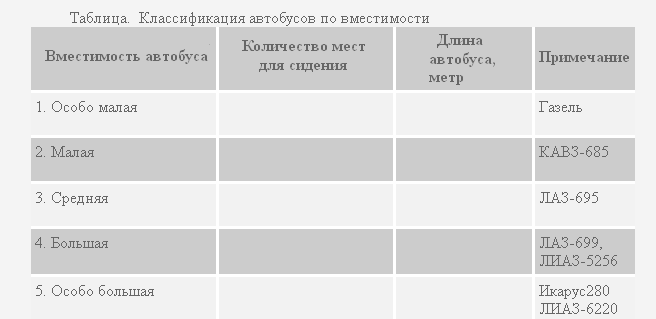 Таблица. Классификация автобусов по вместимости
Вместимость автобуса
Количество мест
для сидения
Длина
автобуса,
метр
Примечание
1. Особо малая
Газель
2. Малая
КАВЗ-685
3. Средняя
ЛАЗ-695
4. Большая
ЛАЗ-699,
ЛИАЗ-5256
5. Особо большая
Икарус280
ЛИАЗ-6220